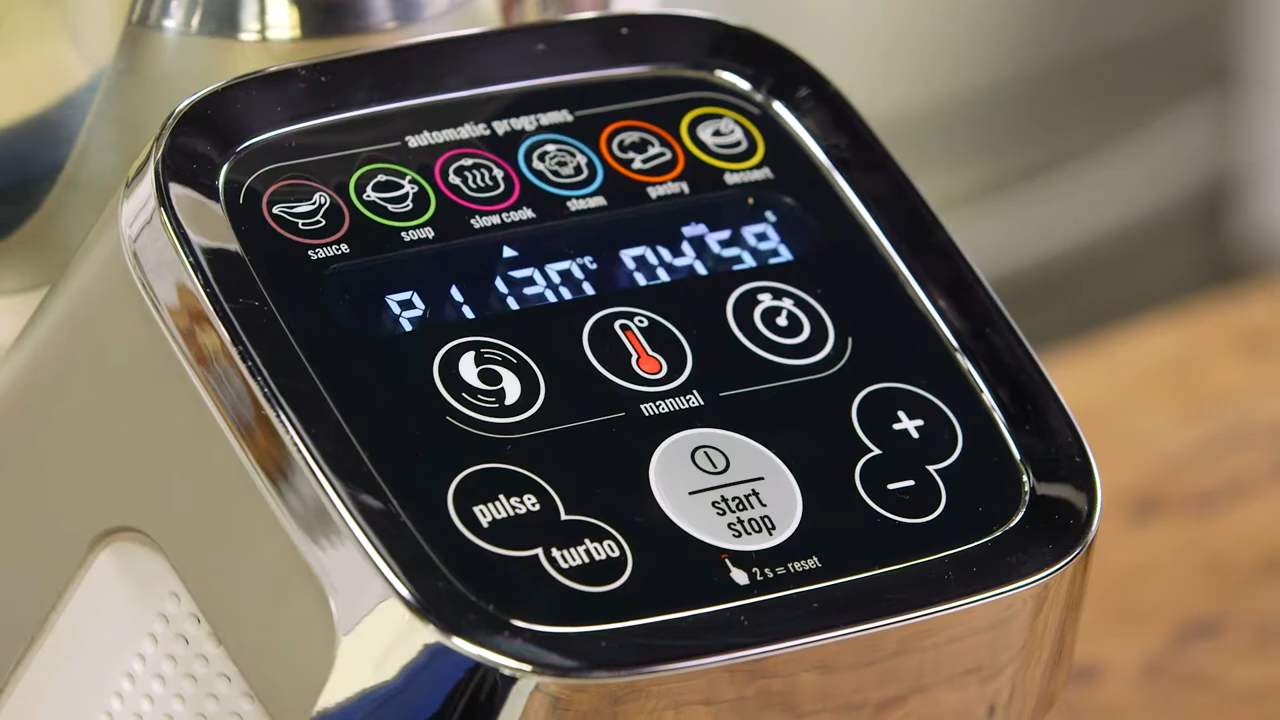 automatic programs
sauce
soup
slow cook
steam
pastry
dessert
P1 130°C 04 59
manual
+
-
pulse
turbo
start
stop
2 s = reset